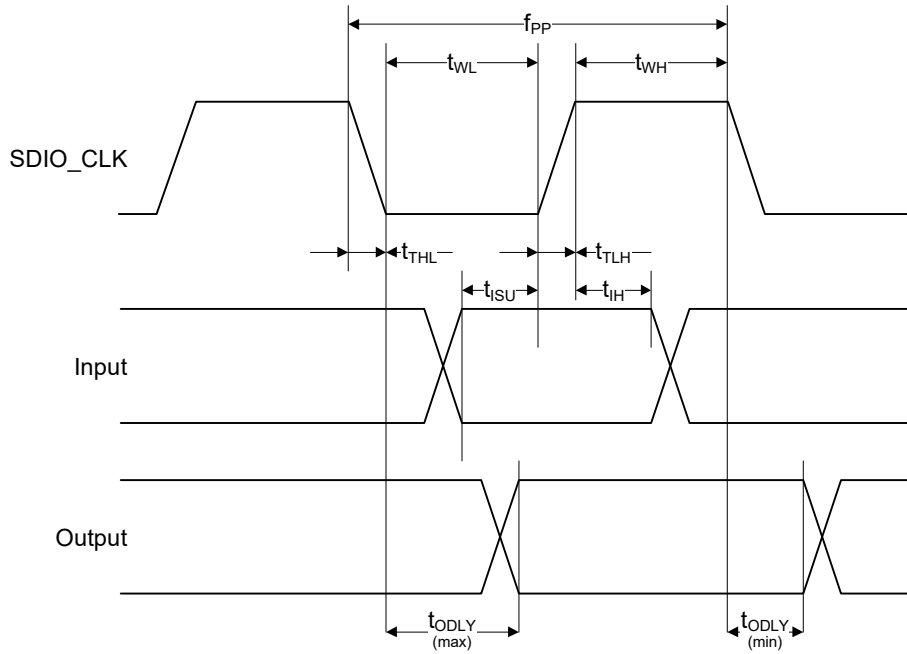 fPP
tWL
tWH
SDIO_CLK
tTHL
tTLH
tISU
tIH
Input
Output
tODLY
(max)
tODLY
(min)